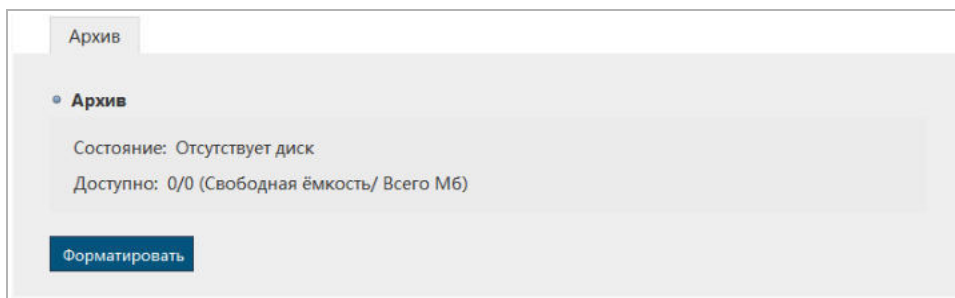 Архив
Архив
Состояние: Отсутствует диск
Доступно: 0/0 (Свободная ёмкость/ Всего Мб)
Форматировать